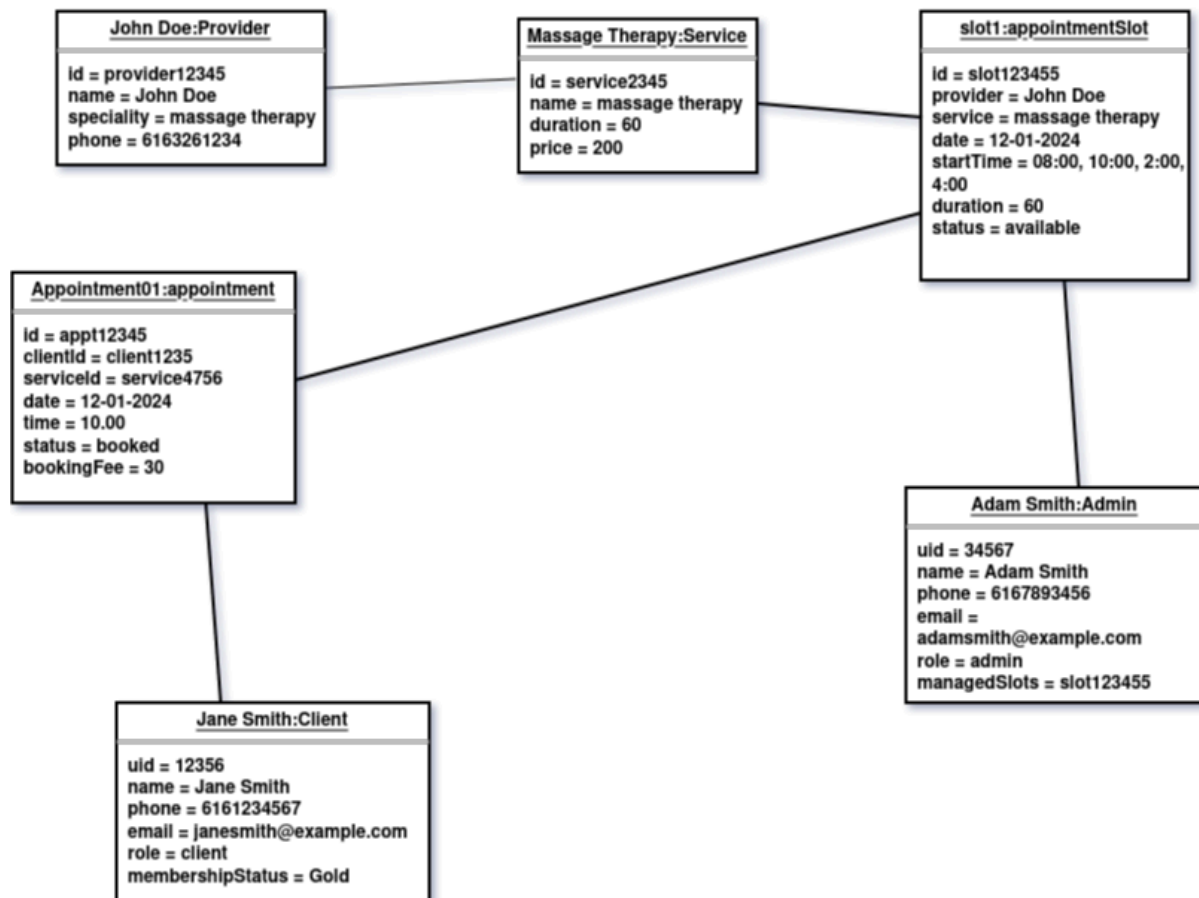 John Doe:Provider
id = provider12345
name = John Doe
speciality = massage therapy
phone = 6163261234
Massage Therapy:Service
id = service2345
name = massage therapy
duration = 60
price = 200
slot1:appointmentSlot
id = slot123455
provider = John Doe
service = massage therapy
date = 12-01-2024
startTime = 08:00, 10:00, 2:00,
4:00
duration = 60
status = available
Appointment01:appointment
id = appt12345
clientId = client1235
serviceId = service4756
date = 12-01-2024
time = 10.00
status = booked
bookingFee = 30
Adam Smith:Admin
uid = 34567
name = Adam Smith
phone = 6167893456
email =
adamsmith@example.com
role = admin
managedSlots = slot123455
Jane Smith:Client
uid = 12356
name = Jane Smith
phone = 6161234567
email = janesmith@example.com
role = client
membershipStatus = Gold